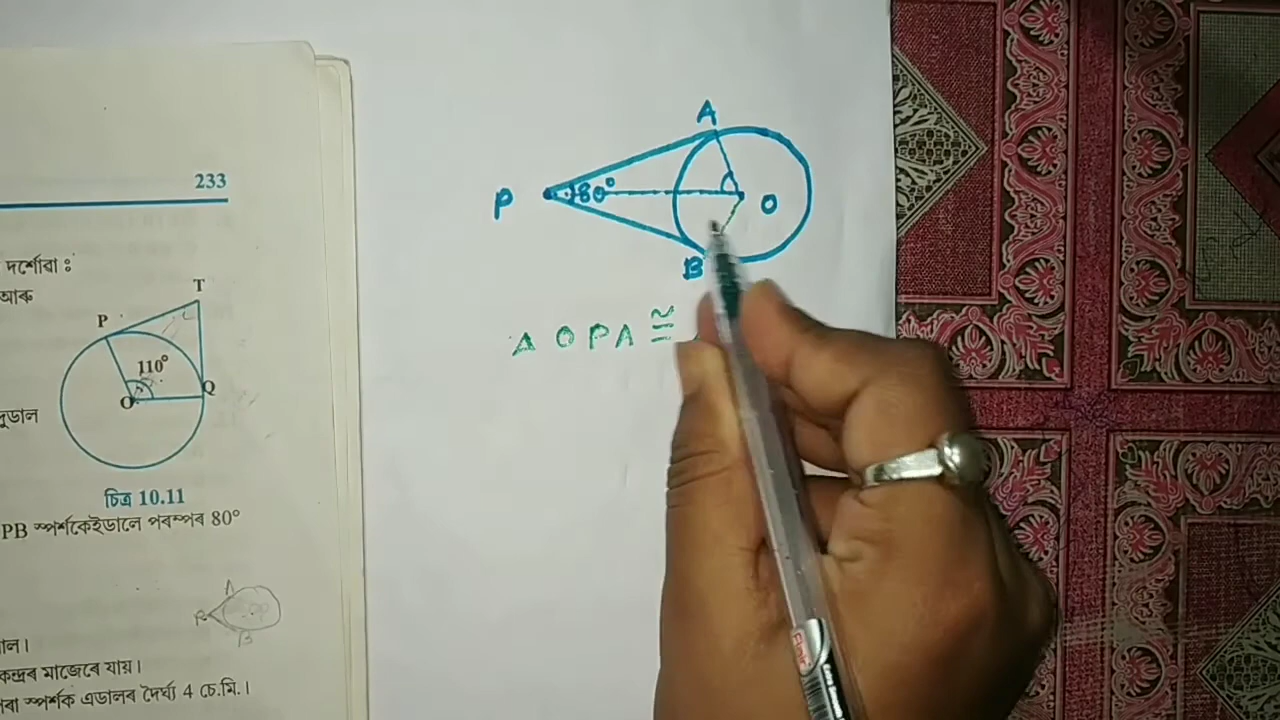 233
দৰ্শোৱা ঃ
আৰু
T
P
110°
O
Q
চিত্ৰ 10.11
PB স্পৰ্শকেইডালে পৰস্পৰ 80°
A
B
কেন্দ্ৰৰ মাজেৰে যায়।
স্পৰ্শক এডালৰ দৈৰ্ঘ্য 4 চে.মি.।
A
P
80°
O
B
Δ OPA ≅